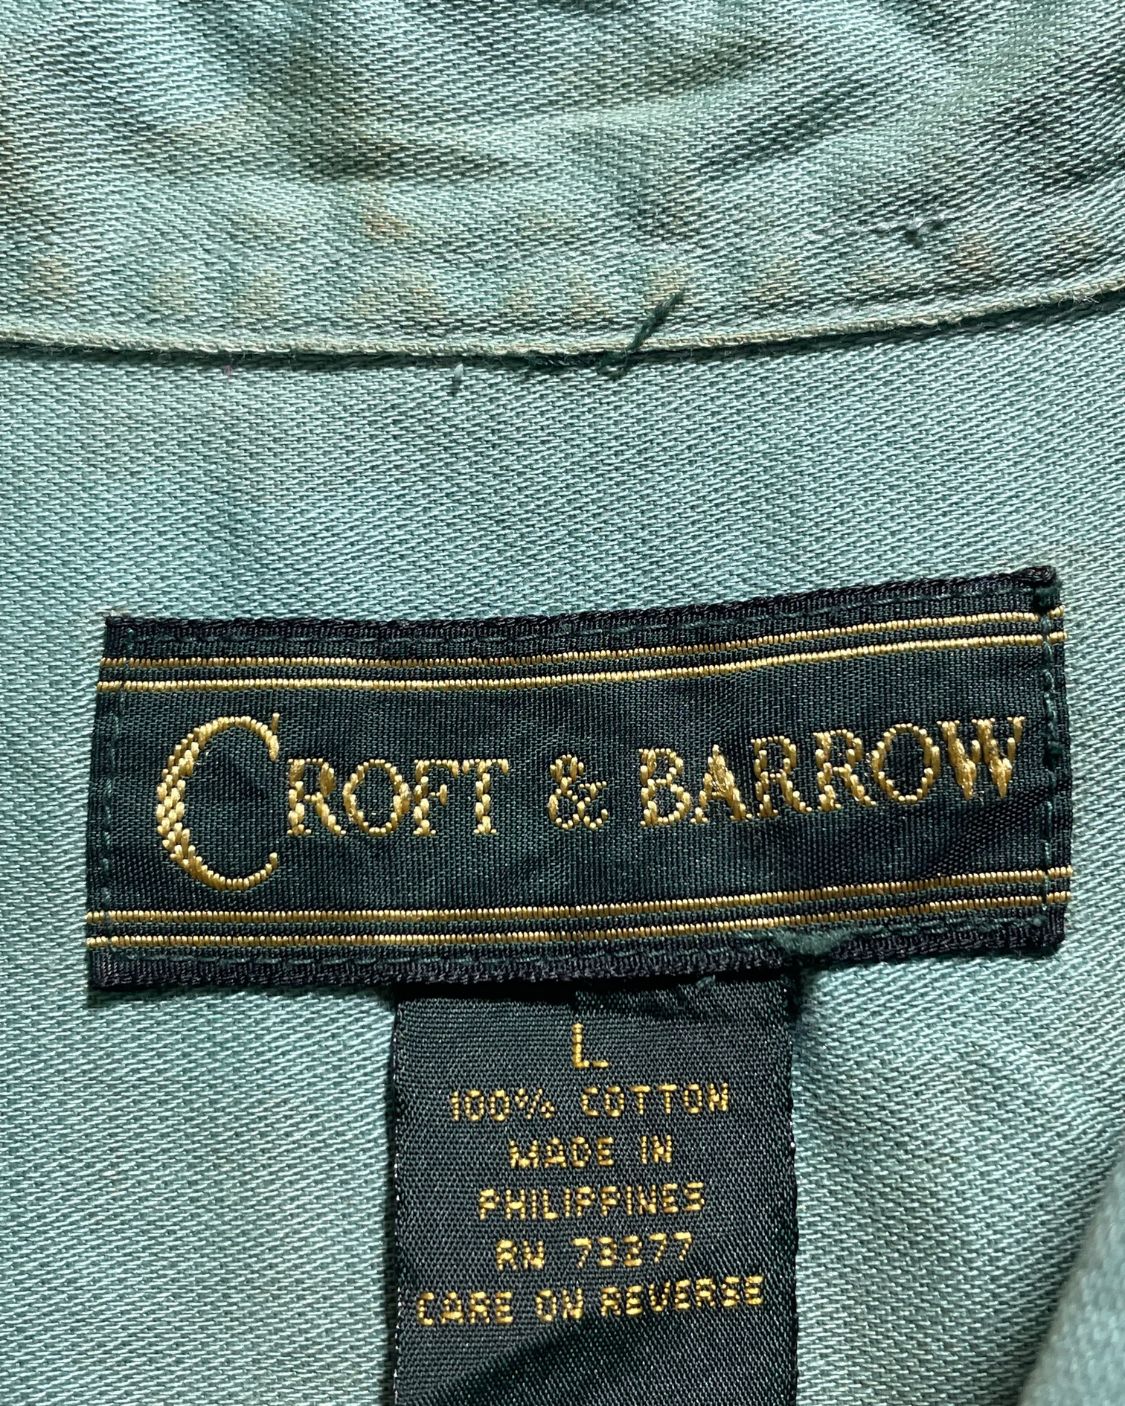 CROFT & BARROW
L
100% COTTON
MADE IN
PHILIPPINES
RN 73277
CARE ON REVERSE